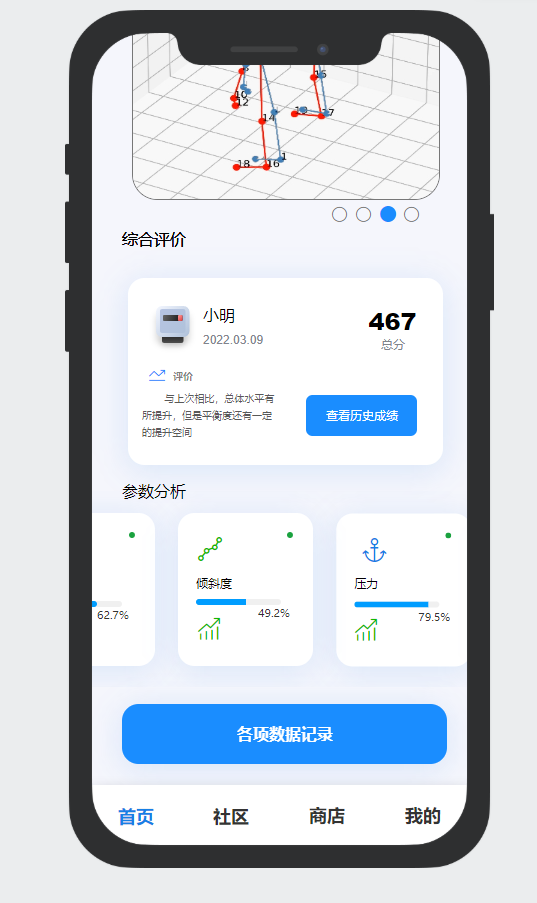 10
12
14
18
16
1
综合评价
小明
467
2022.03.09
总分
评价
与上次相比，总体水平有
所提升，但是平衡度还有一定
的提升空间
查看历史成绩
参数分析
倾斜度
压力
62.7%
49.2%
79.5%
各项数据记录
首页
社区
商店
我的